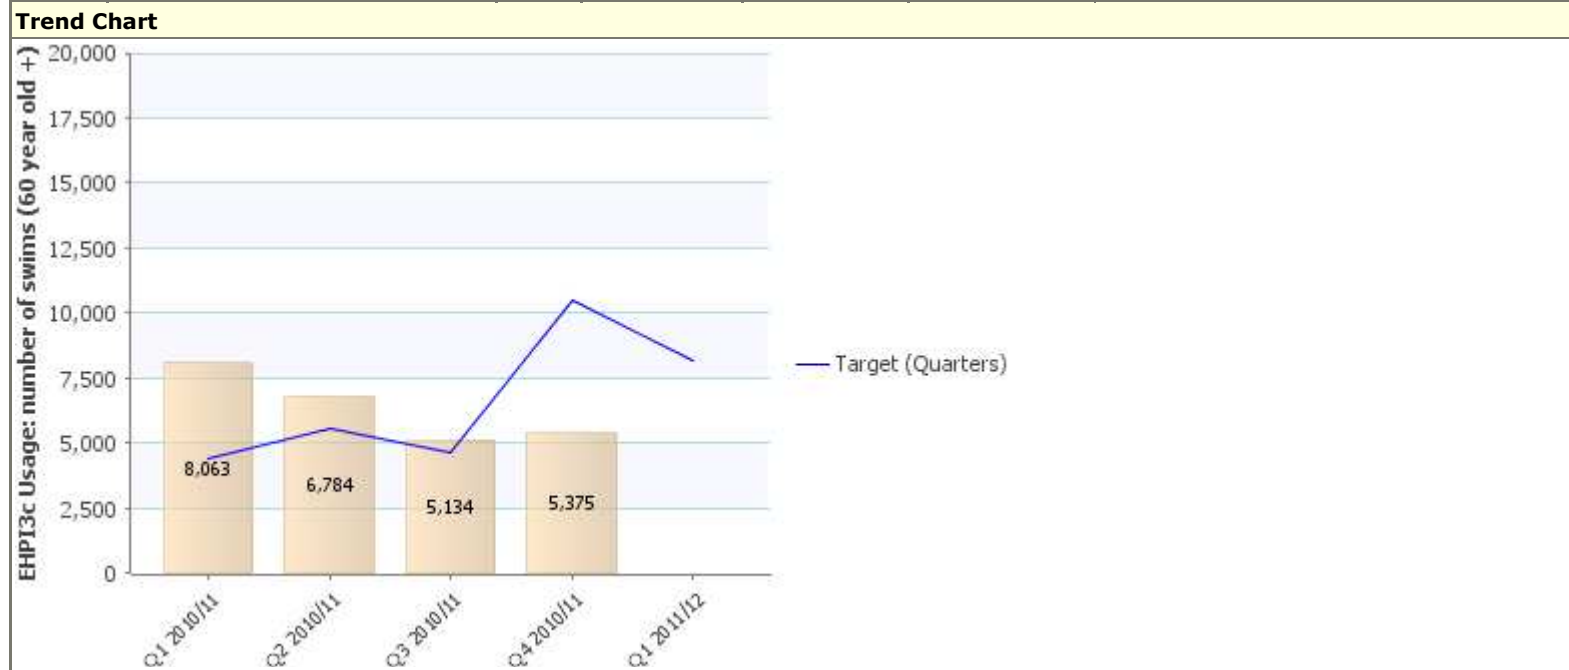 Trend Chart
EHPI3c Usage: number of swims (60 year old +)
20,000
17,500
15,000
12,500
10,000
7,500
5,000
2,500
0
8,063
6,784
5,134
5,375
Q1 2010/11
Q2 2010/11
Q3 2010/11
Q4 2010/11
Q1 2011/12
Target (Quarters)